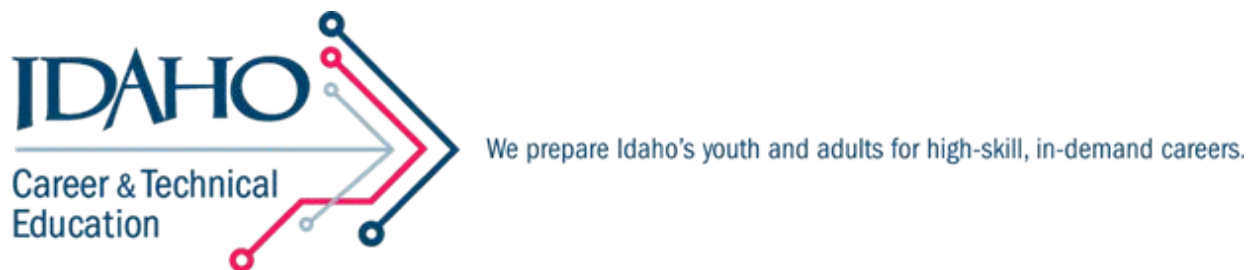 IDAHO
Career & Technical
Education
We prepare Idaho's youth and adults for high-skill, in-demand careers.